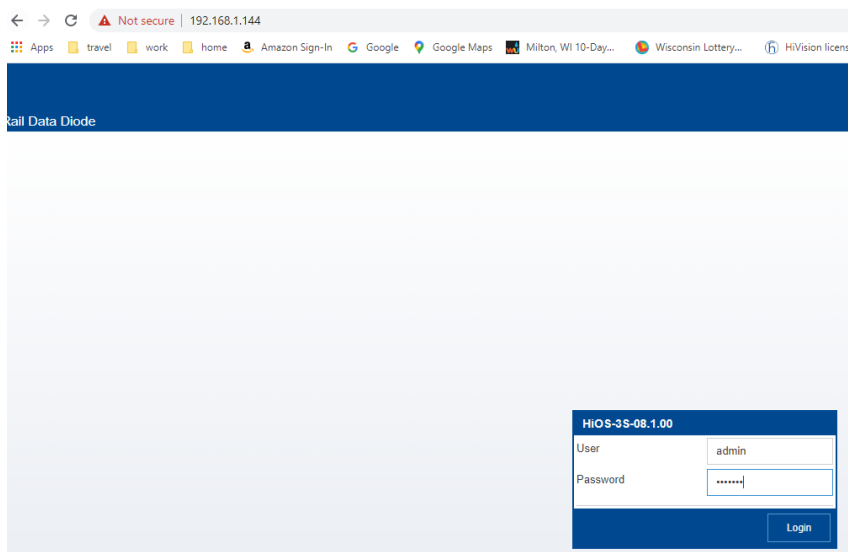 Not secure | 192.168.1.144
Apps travel work home Amazon Sign-In Google Google Maps Milton, WI 10-Day... Wisconsin Lottery... HiVision licens
Rail Data Diode
HiOS-3S-08.1.00
User admin
Password •••••••
Login